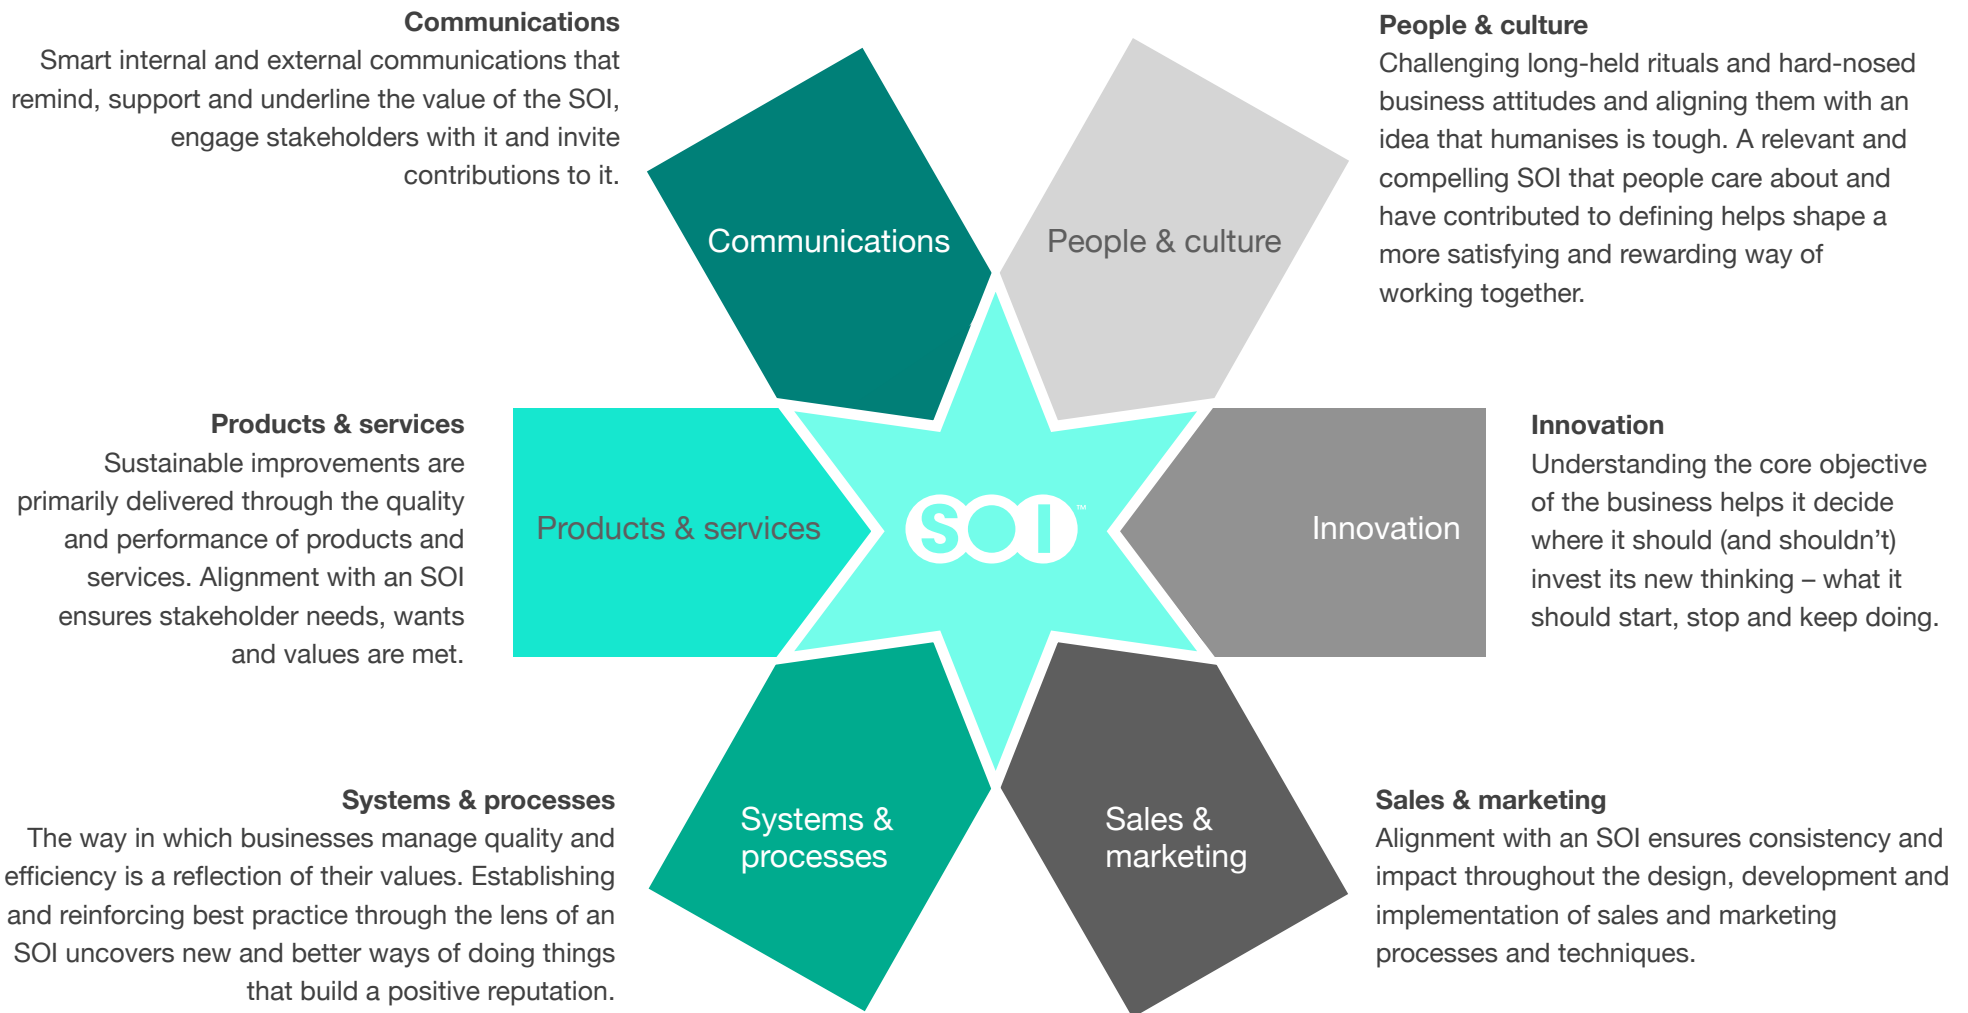 Communications
Smart internal and external communications that
remind, support and underline the value of the SOI,
engage stakeholders with it and invite
contributions to it.
People & culture
Challenging long-held rituals and hard-nosed
business attitudes and aligning them with an
idea that humanises is tough. A relevant and
compelling SOI that people care about and
have contributed to defining helps shape a
more satisfying and rewarding way of
working together.
Communications
People & culture
Products & services
Sustainable improvements are
primarily delivered through the quality
and performance of products and
services. Alignment with an SOI
ensures stakeholder needs, wants
and values are met.
Products & services
SOI™
Innovation
Innovation
Understanding the core objective
of the business helps it decide
where it should (and shouldn’t)
invest its new thinking – what it
should start, stop and keep doing.
Systems & processes
The way in which businesses manage quality and
efficiency is a reflection of their values. Establishing
and reinforcing best practice through the lens of an
SOI uncovers new and better ways of doing things
that build a positive reputation.
Systems &
processes
Sales &
marketing
Sales & marketing
Alignment with an SOI ensures consistency and
impact throughout the design, development and
implementation of sales and marketing
processes and techniques.